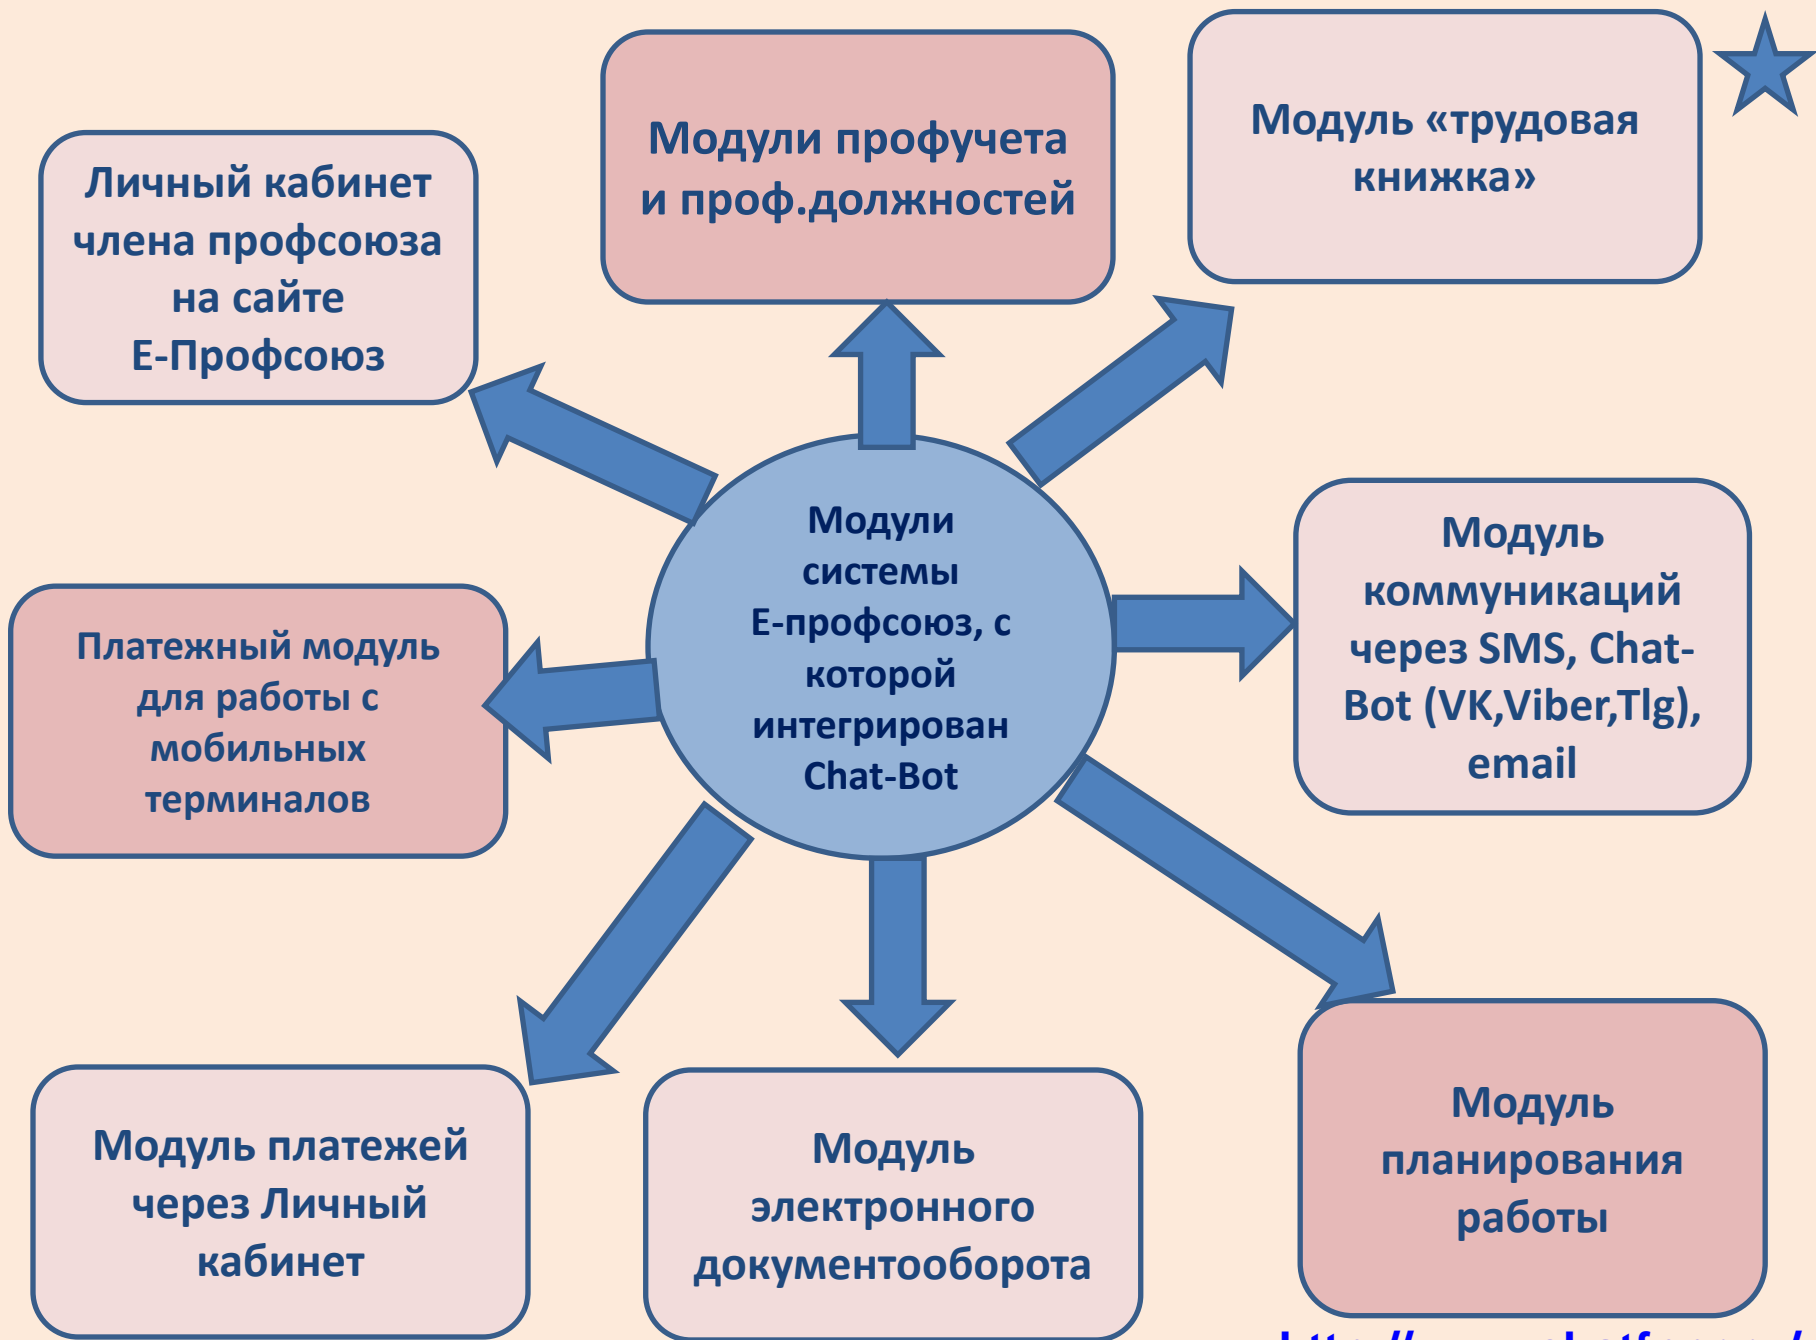 Модули профучета
и проф.должностей
Модуль «трудовая
книжка»
Личный кабинет
члена профсоюза
на сайте
Е-Профсоюз
Модули
системы
Е-профсоюз, с
которой
интегрирован
Chat-Bot
Модуль
коммуникаций
через SMS, Chat-
Bot (VK,Viber,Tlg),
email
Платежный модуль
для работы с
мобильных
терминалов
Модуль платежей
через Личный
кабинет
Модуль
электронного
документооборота
Модуль
планирования
работы